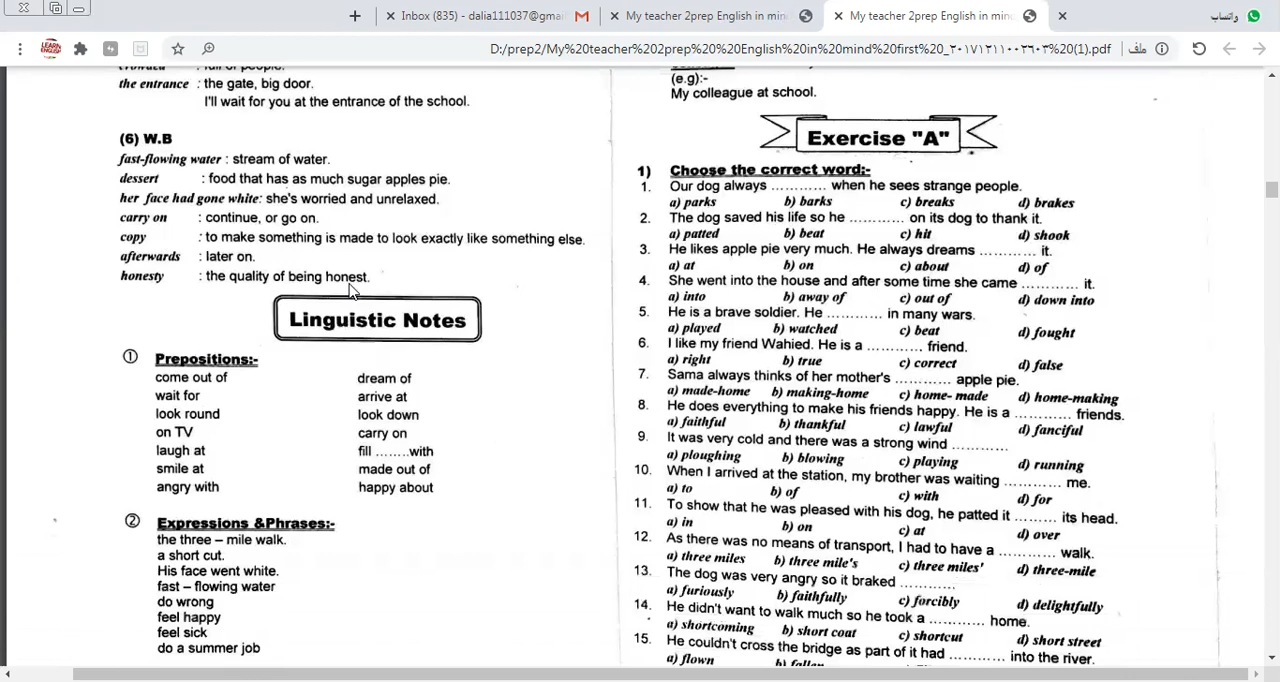 Inbox (835) - dalia111037@gmai
My teacher 2prep English in mind
My teacher 2prep English in mind
واتساب
D:/prep2/My%20teacher%202prep%20%20English%20in%20mind%20first%20_٢٠١٧١٢١١٠٠٢٦٠٣%20(1).pdf
ملف
the entrance : the gate, big door.
I'll wait for you at the entrance of the school.
(6) W.B
fast-flowing water : stream of water.
dessert : food that has as much sugar apples pie.
her face had gone white: she's worried and unrelaxed.
carry on : continue, or go on.
copy : to make something is made to look exactly like something else.
afterwards : later on.
honesty : the quality of being honest.
Linguistic Notes
① Prepositions:-
come out of dream of
wait for arrive at
look round look down
on TV carry on
laugh at fill ........with
smile at made out of
angry with happy about
② Expressions &Phrases:-
the three – mile walk.
a short cut.
His face went white.
fast – flowing water
do wrong
feel happy
feel sick
do a summer job
(e.g):-
My colleague at school.
Exercise "A"
1) Choose the correct word:-
1. Our dog always ............ when he sees strange people.
a) parks b) barks c) breaks d) brakes
2. The dog saved his life so he ............ on its dog to thank it.
a) patted b) beat c) hit d) shook
3. He likes apple pie very much. He always dreams ............ it.
a) at b) on c) about d) of
4. She went into the house and after some time she came ............ it.
a) into b) away of c) out of d) down into
5. He is a brave soldier. He ............ in many wars.
a) played b) watched c) beat d) fought
6. I like my friend Wahied. He is a ............ friend.
a) right b) true c) correct d) false
7. Sama always thinks of her mother's ............ apple pie.
a) made-home b) making-home c) home- made d) home-making
8. He does everything to make his friends happy. He is a ............ friends.
a) faithful b) thankful c) lawful d) fanciful
9. It was very cold and there was a strong wind ............
a) ploughing b) blowing c) playing d) running
10. When I arrived at the station, my brother was waiting ............ me.
a) to b) of c) with d) for
11. To show that he was pleased with his dog, he patted it ......... its head.
a) in b) on c) at d) over
12. As there was no means of transport, I had to have a ............ walk.
a) three miles b) three mile's c) three miles' d) three-mile
13. The dog was very angry so it braked ............
a) furiously b) faithfully c) forcibly d) delightfully
14. He didn't want to walk much so he took a ............ home.
a) shortcoming b) short coat c) shortcut d) short street
15. He couldn't cross the bridge as part of it had ............ into the river.
a) flown b) fallen